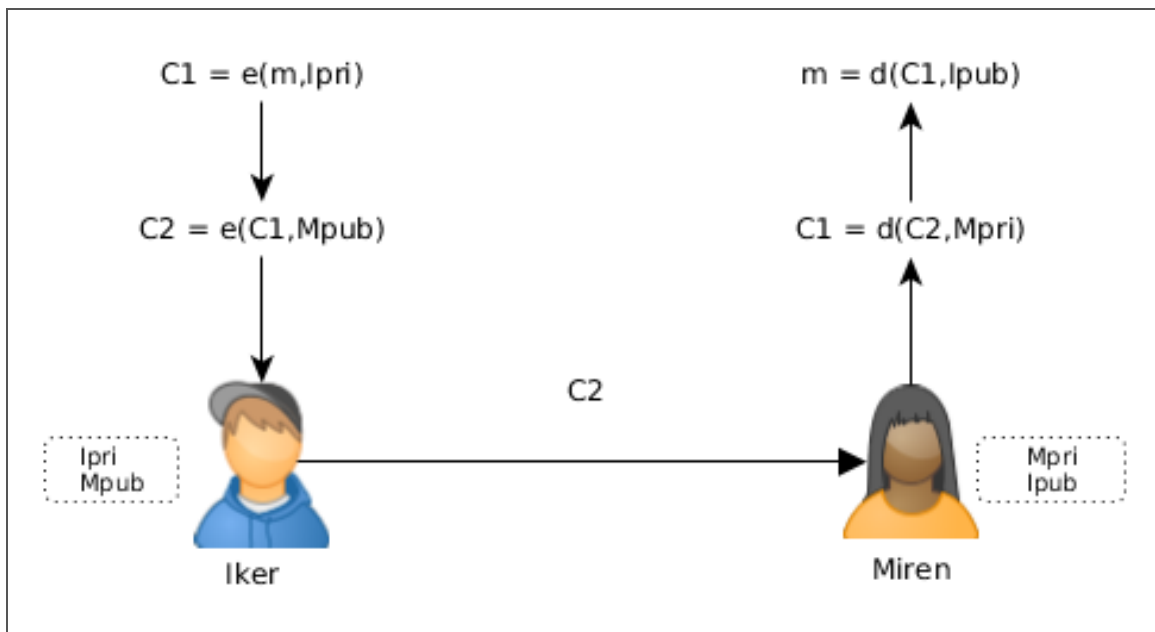 C1 = e(m,Ipri)
C2 = e(C1,Mpub)
Ipri
Mpub
Iker
C2
m = d(C1,Ipub)
C1 = d(C2,Mpri)
Mpri
Ipub
Miren